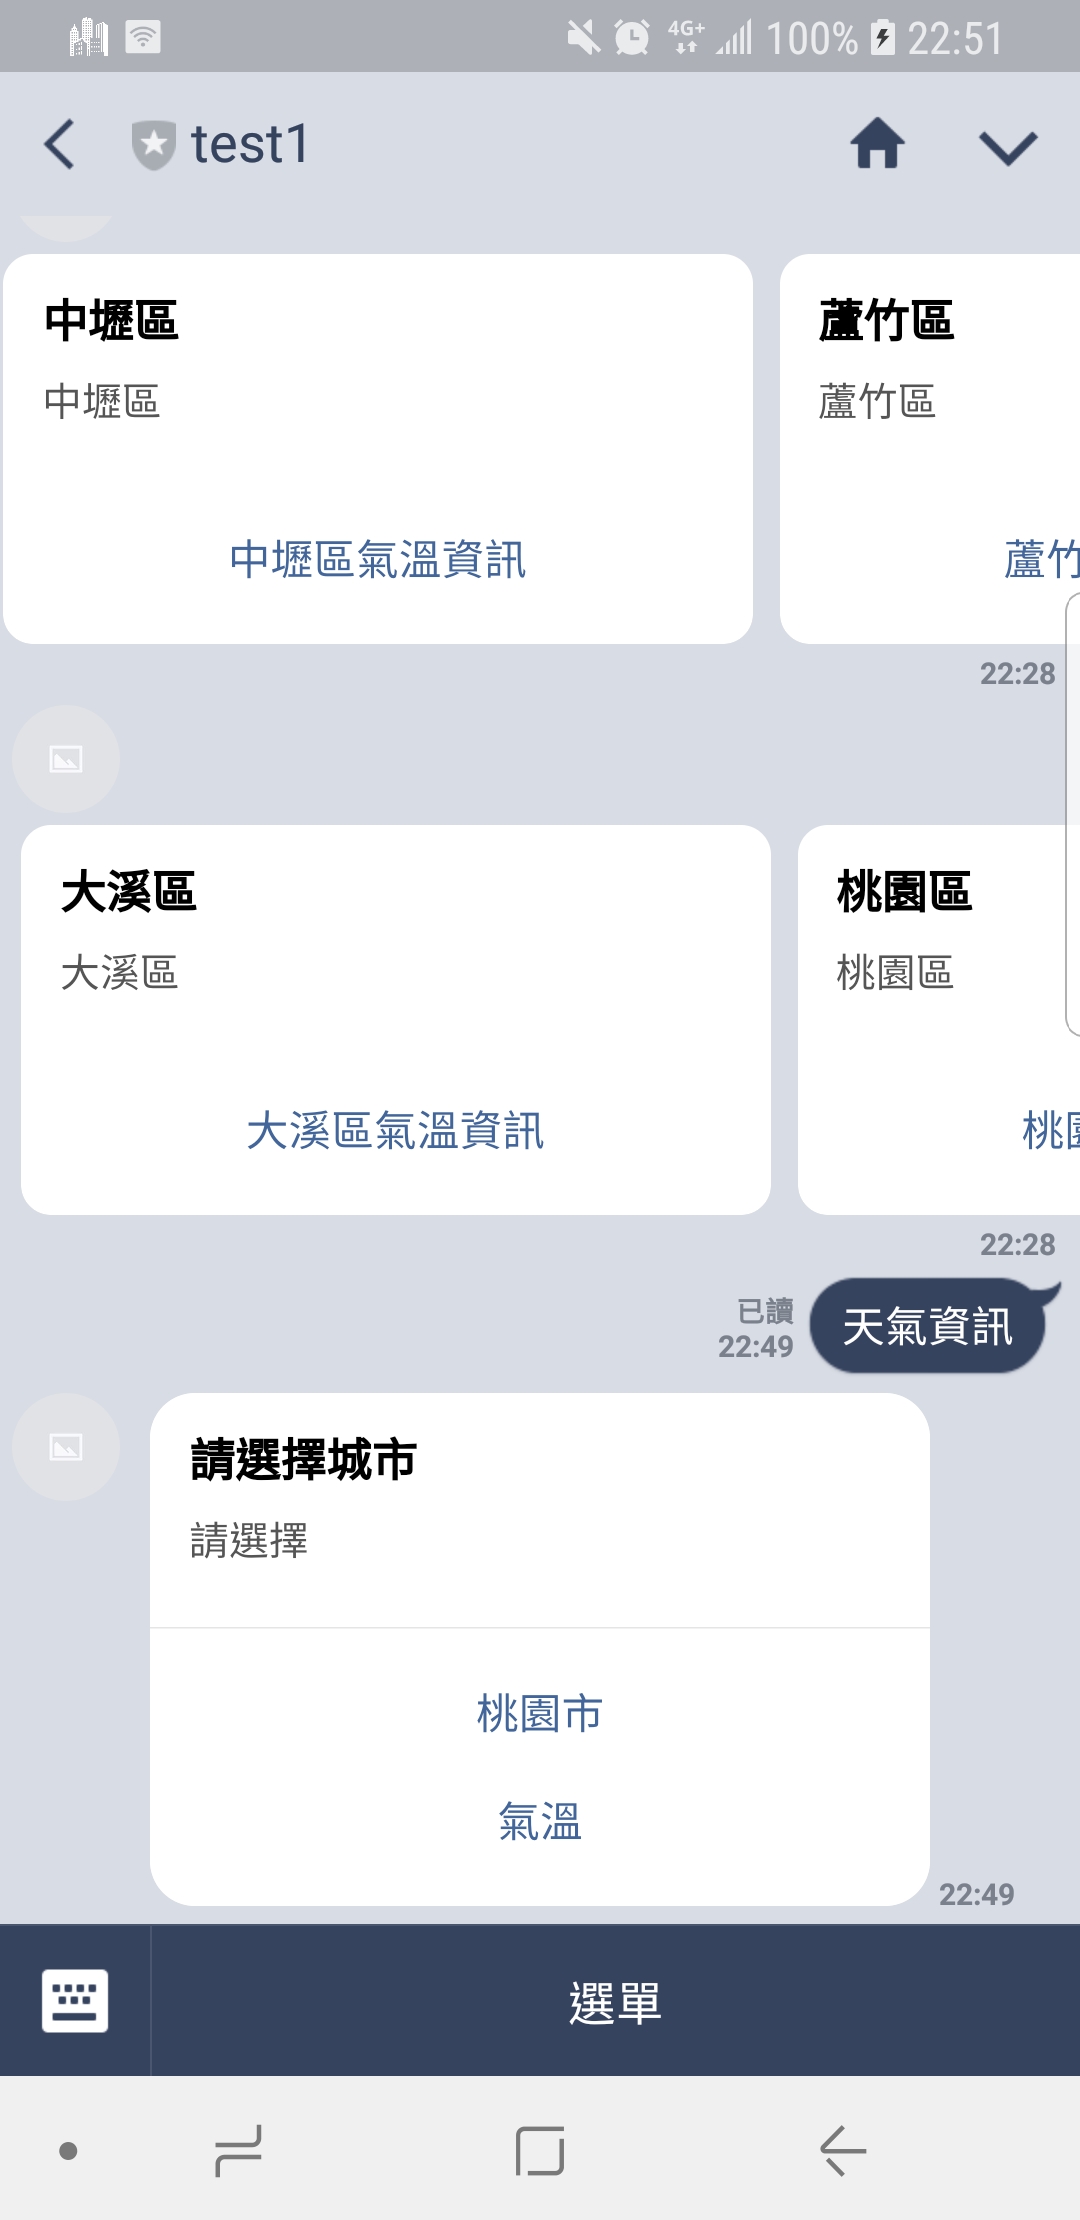 4G+ 100% 22:51
test1
中壢區
中壢區
中壢區氣溫資訊
蘆竹區
蘆竹區
蘆竹
22:28
大溪區
大溪區
大溪區氣溫資訊
桃園區
桃園區
桃
22:28
已讀
22:49
天氣資訊
請選擇城市
請選擇
桃園市
氣溫
22:49
選單